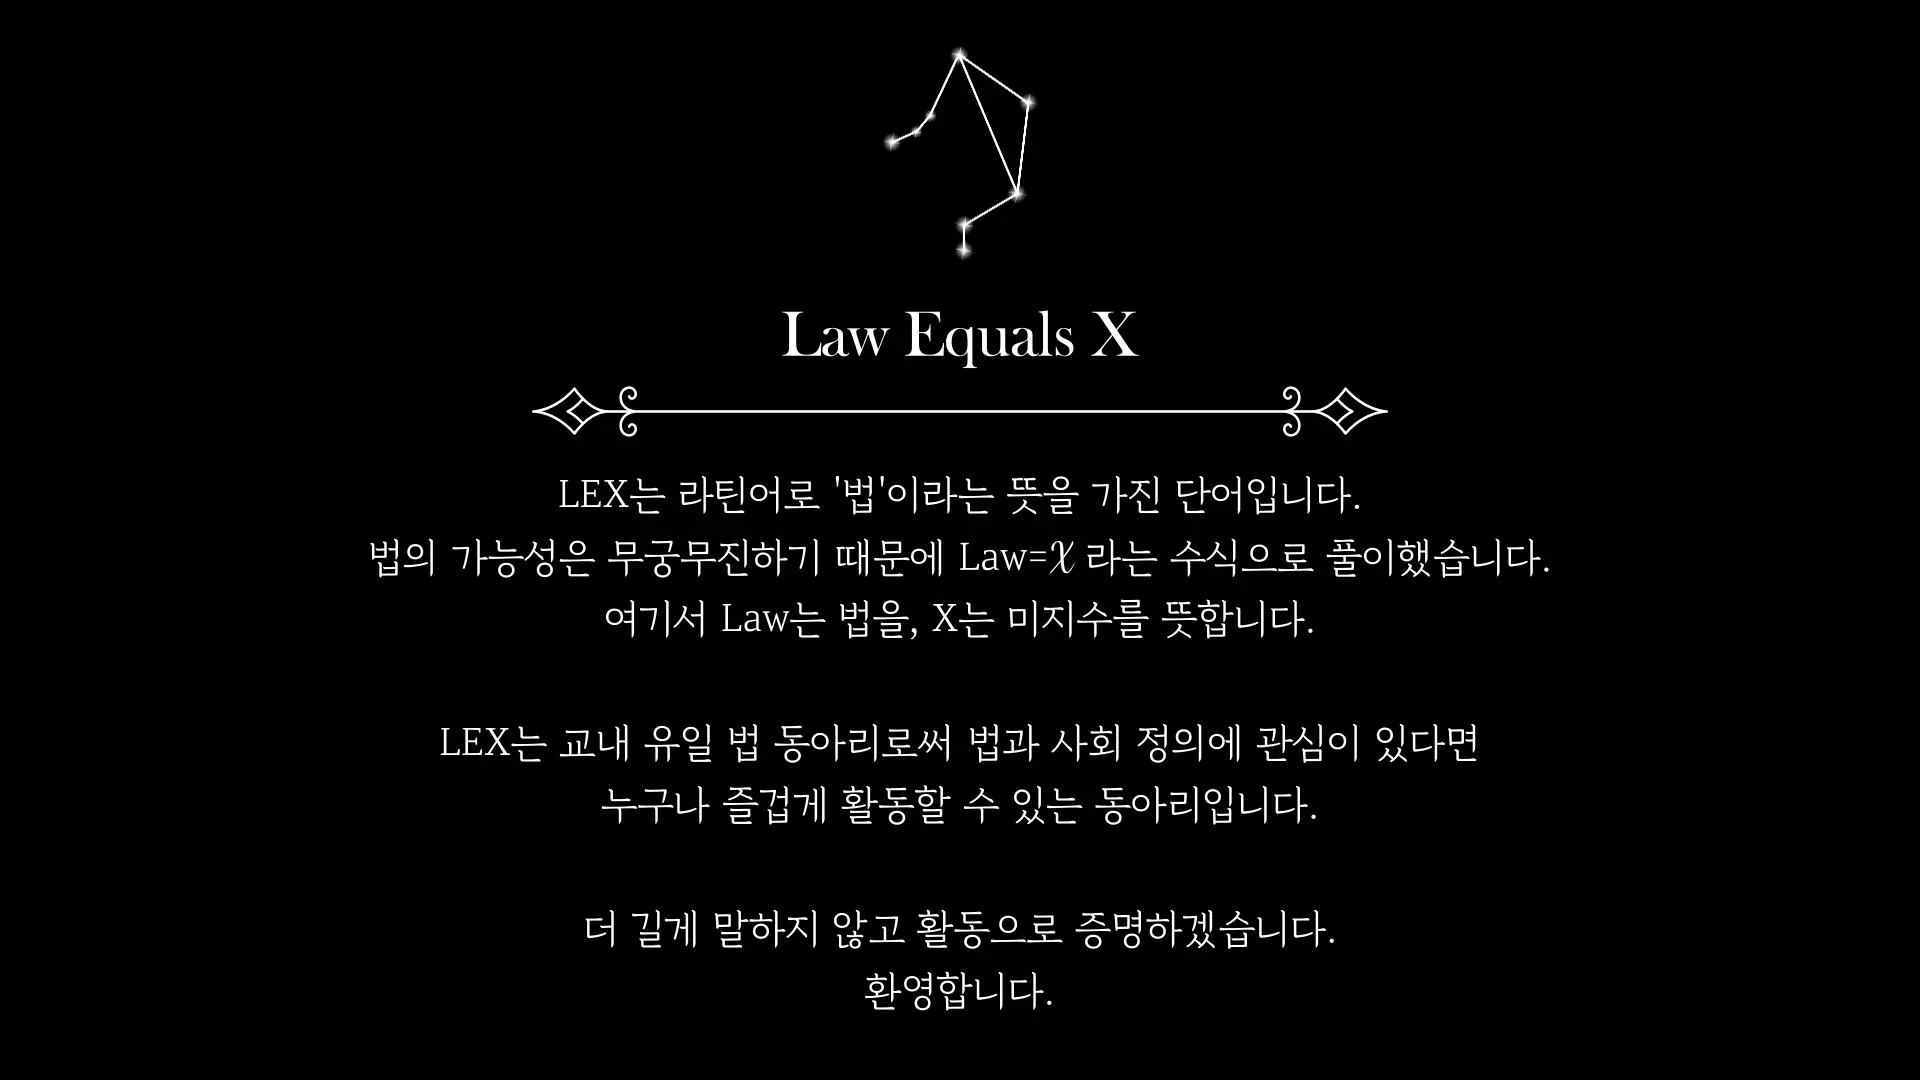 Law Equals X
LEX는 라틴어로 '법'이라는 뜻을 가진 단어입니다.
법의 가능성은 무궁무진하기 때문에 Law=𝒳 라는 수식으로 풀이했습니다.
여기서 Law는 법을, X는 미지수를 뜻합니다.
LEX는 교내 유일 법 동아리로써 법과 사회 정의에 관심이 있다면
누구나 즐겁게 활동할 수 있는 동아리입니다.
더 길게 말하지 않고 활동으로 증명하겠습니다.
환영합니다.